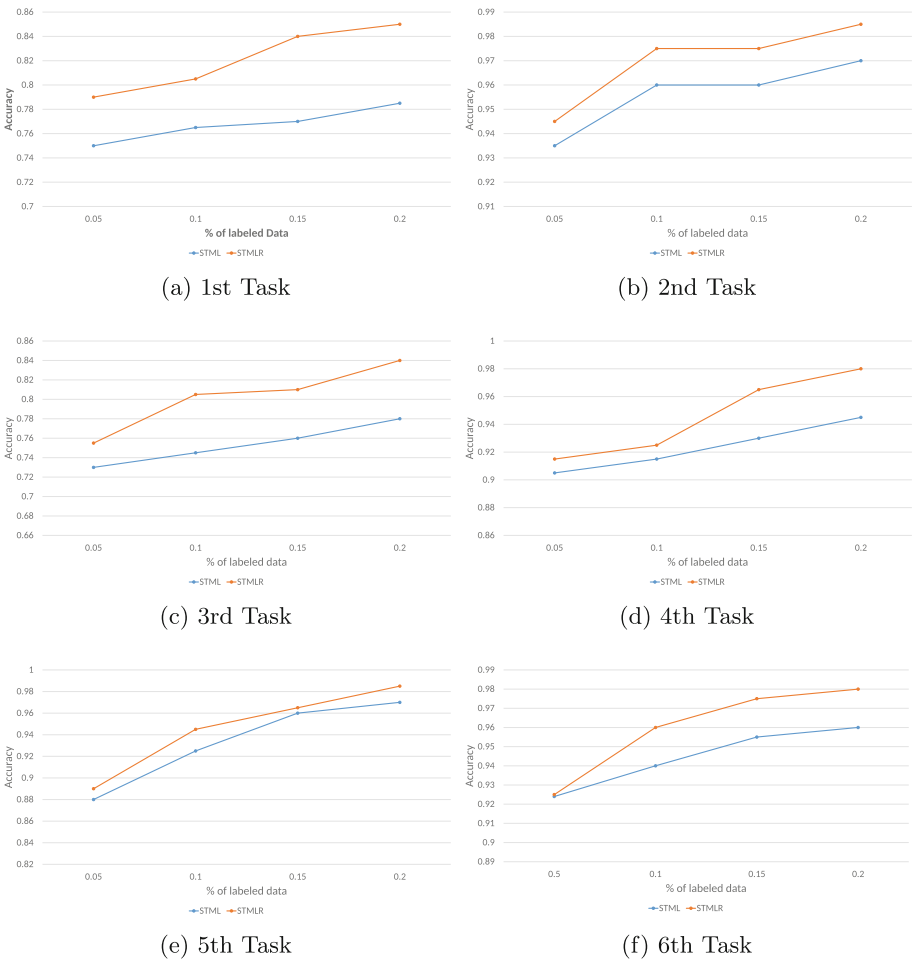 0.86
0.84
0.82
0.8
0.78
0.76
0.74
0.72
0.7
Accuracy
0.05 0.1 0.15 0.2
% of labeled Data
STML STMLR
(a) 1st Task
0.99
0.98
0.97
0.96
0.95
0.94
0.93
0.92
0.91
Accuracy
0.05 0.1 0.15 0.2
% of labeled data
STML STMLR
(b) 2nd Task
0.86
0.84
0.82
0.8
0.78
0.76
0.74
0.72
0.7
0.68
0.66
Accuracy
0.05 0.1 0.15 0.2
% of labeled data
STML STMLR
(c) 3rd Task
1
0.98
0.96
0.94
0.92
0.9
0.88
0.86
Accuracy
0.05 0.1 0.15 0.2
% of labeled data
STML STMLR
(d) 4th Task
1
0.98
0.96
0.94
0.92
0.9
0.88
0.86
0.84
0.82
Accuracy
0.05 0.1 0.15 0.2
% of labeled data
STML STMLR
(e) 5th Task
0.99
0.98
0.97
0.96
0.95
0.94
0.93
0.92
0.91
0.9
0.89
Accuracy
0.5 0.1 0.15 0.2
% of labeled data
STML STMLR
(f) 6th Task